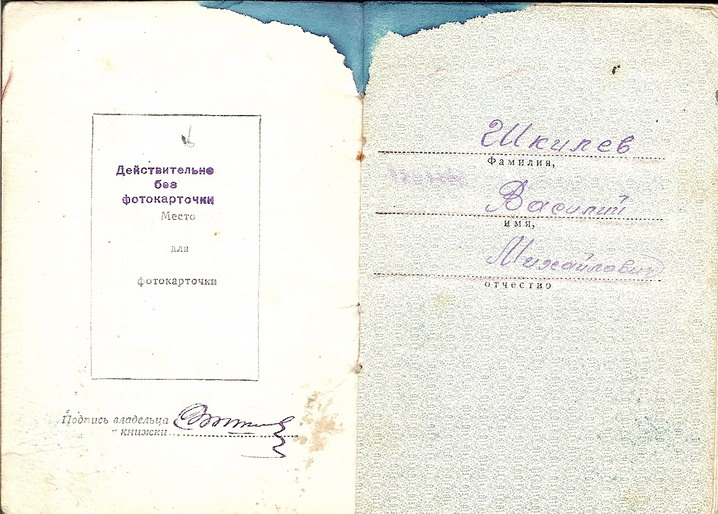 Действительно
без
фотокарточки
Место
для
фотокарточки
Подпись владельца
книжки
Шкилев
Фамилия,
Василий
имя,
Михайлович
отчество